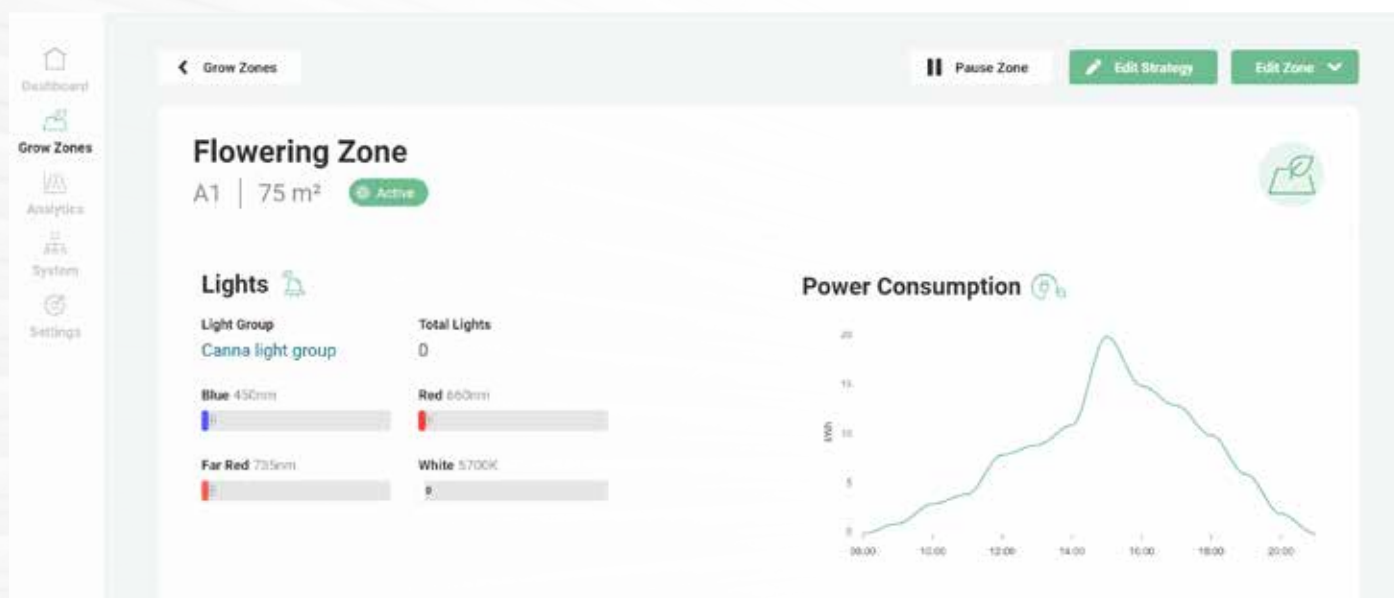 Dashboard
Grow Zones
Analytics
System
Settings
Grow Zones
Pause Zone
Edit Strategy
Edit Zone
Flowering Zone
A1 | 75 m²
Active
Lights
Light Group
Canna light group
Total Lights
0
Blue 450nm
Red 660nm
Far Red 735nm
White 5700K
0
Power Consumption
kWh
20
15
10
5
0
08:00 10:00 12:00 14:00 16:00 18:00 20:00